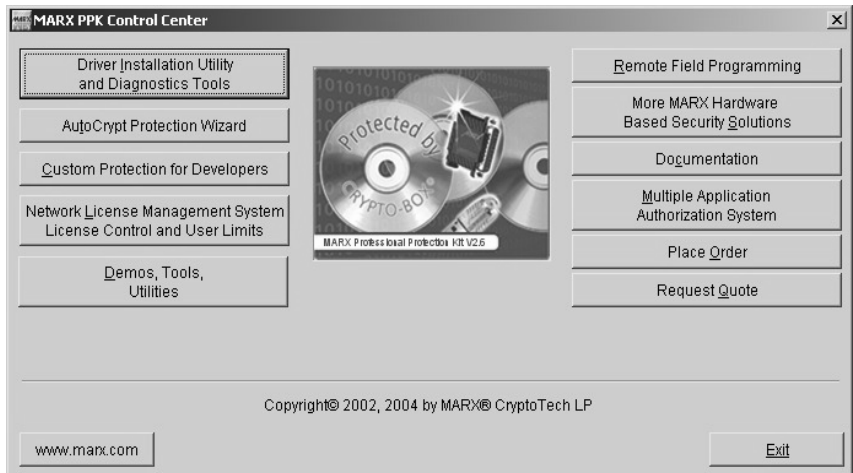 MARX PPK Control Center
Driver Installation Utility
and Diagnostics Tools
AutoCrypt Protection Wizard
Custom Protection for Developers
Network License Management System
License Control and User Limits
Demos, Tools,
Utilities
Protected by
CRYPTO-BOX
MARX Professional Protection Kit V2.6
Remote Field Programming
More MARX Hardware
Based Security Solutions
Documentation
Multiple Application
Authorization System
Place Order
Request Quote
Copyright© 2002, 2004 by MARX® CryptoTech LP
www.marx.com
Exit